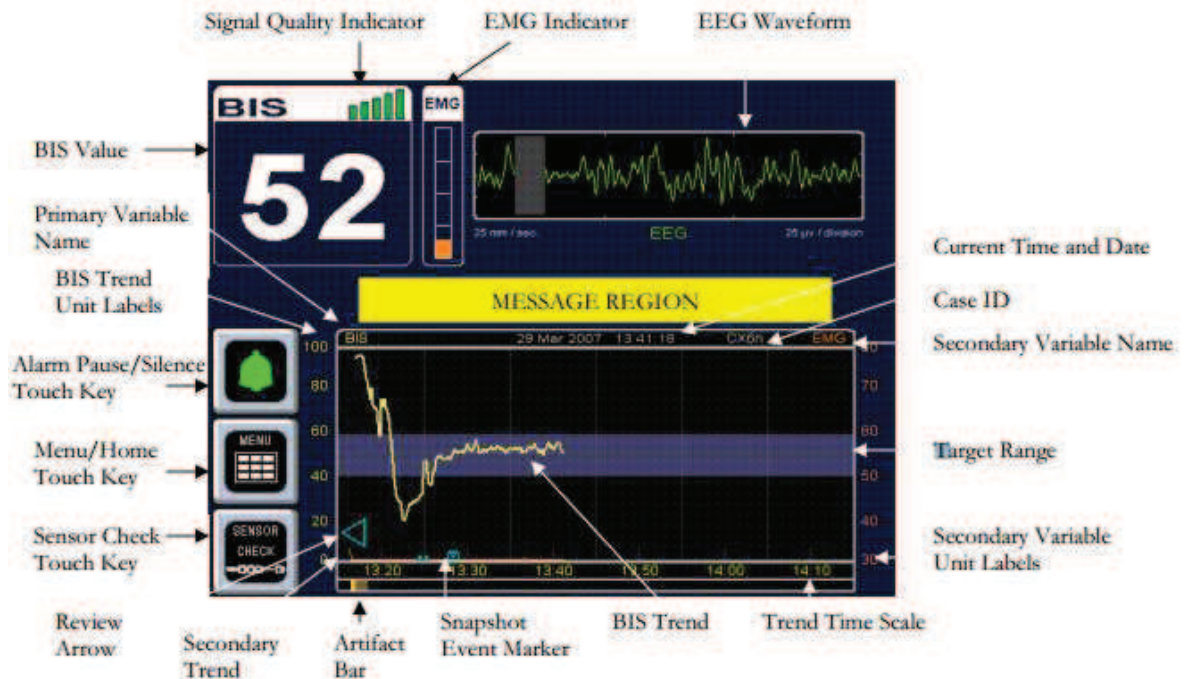 Signal Quality Indicator
EMG Indicator
EEG Waveform
BIS
EMG
BIS Value
52
Primary Variable
Name
25 mm / sec
EEG
25 µv / division
BIS Trend
Unit Labels
Current Time and Date
MESSAGE REGION
Case ID
BIS
29 Mar 2007 13:41:18
CX6h
EMG
Secondary Variable Name
100
80
60
40
20
0
70
60
50
40
30
Alarm Pause/Silence
Touch Key
MENU
Menu/Home
Touch Key
Target Range
SENSOR
CHECK
Sensor Check
Touch Key
Secondary Variable
Unit Labels
13:20
13:30
13:40
13:50
14:00
14:10
Review
Arrow
Secondary
Trend
Artifact
Bar
Snapshot
Event Marker
BIS Trend
Trend Time Scale